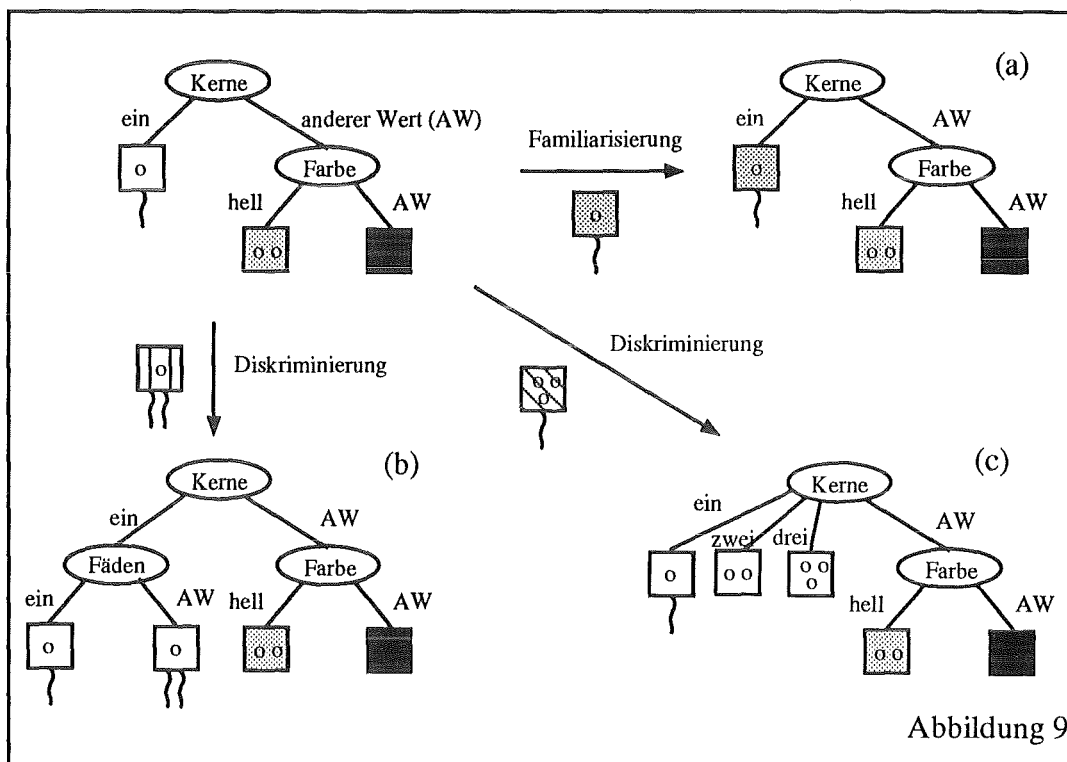 (a)
Kerne
ein
anderer Wert (AW)
Farbe
hell
AW
Familiarisierung
Kerne
ein
AW
Farbe
hell
AW
Diskriminierung
Diskriminierung
(b)
Kerne
ein
AW
Fäden
Farbe
ein
AW
hell
AW
(c)
Kerne
ein
zwei
drei
AW
Farbe
hell
AW
Abbildung 9